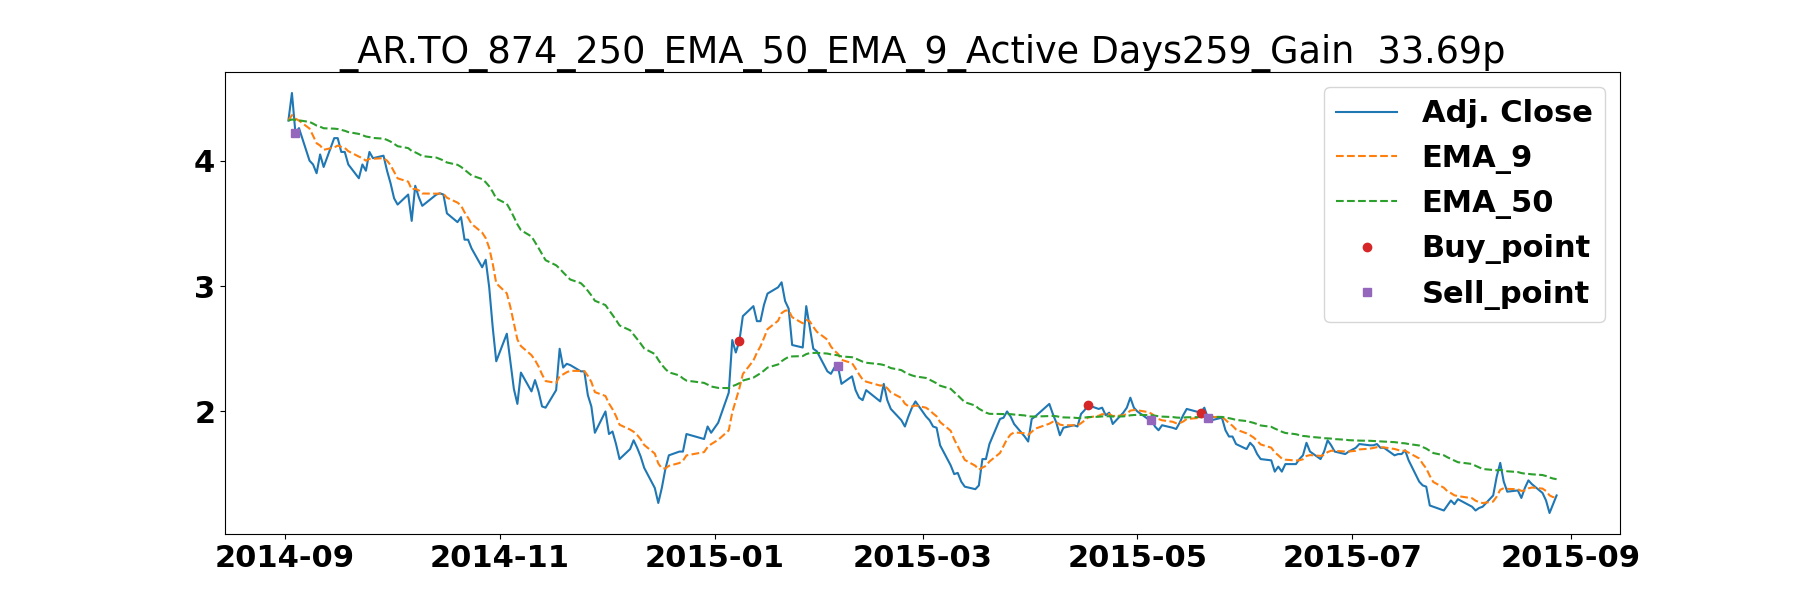 _AR.TO_874_250_EMA_50_EMA_9_Active Days259_Gain  33.69p
Adj. Close
EMA_9
EMA_50
Buy_point
Sell_point
4
3
2
2014-09 2014-11 2015-01 2015-03 2015-05 2015-07 2015-09